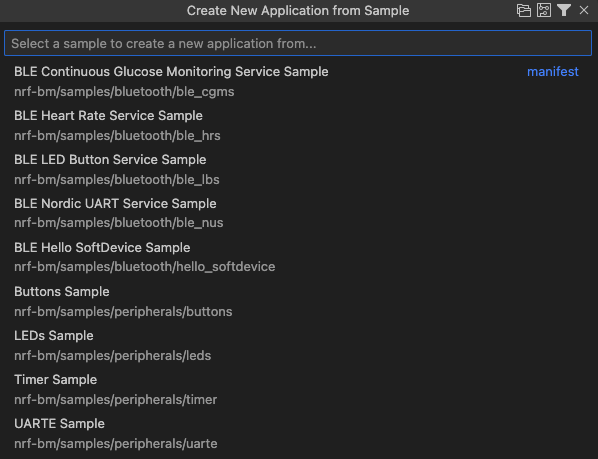 Create New Application from Sample
Select a sample to create a new application from...
BLE Continuous Glucose Monitoring Service Sample manifest
nrf-bm/samples/bluetooth/ble_cgms
BLE Heart Rate Service Sample
nrf-bm/samples/bluetooth/ble_hrs
BLE LED Button Service Sample
nrf-bm/samples/bluetooth/ble_lbs
BLE Nordic UART Service Sample
nrf-bm/samples/bluetooth/ble_nus
BLE Hello SoftDevice Sample
nrf-bm/samples/bluetooth/hello_softdevice
Buttons Sample
nrf-bm/samples/peripherals/buttons
LEDs Sample
nrf-bm/samples/peripherals/leds
Timer Sample
nrf-bm/samples/peripherals/timer
UARTE Sample
nrf-bm/samples/peripherals/uarte